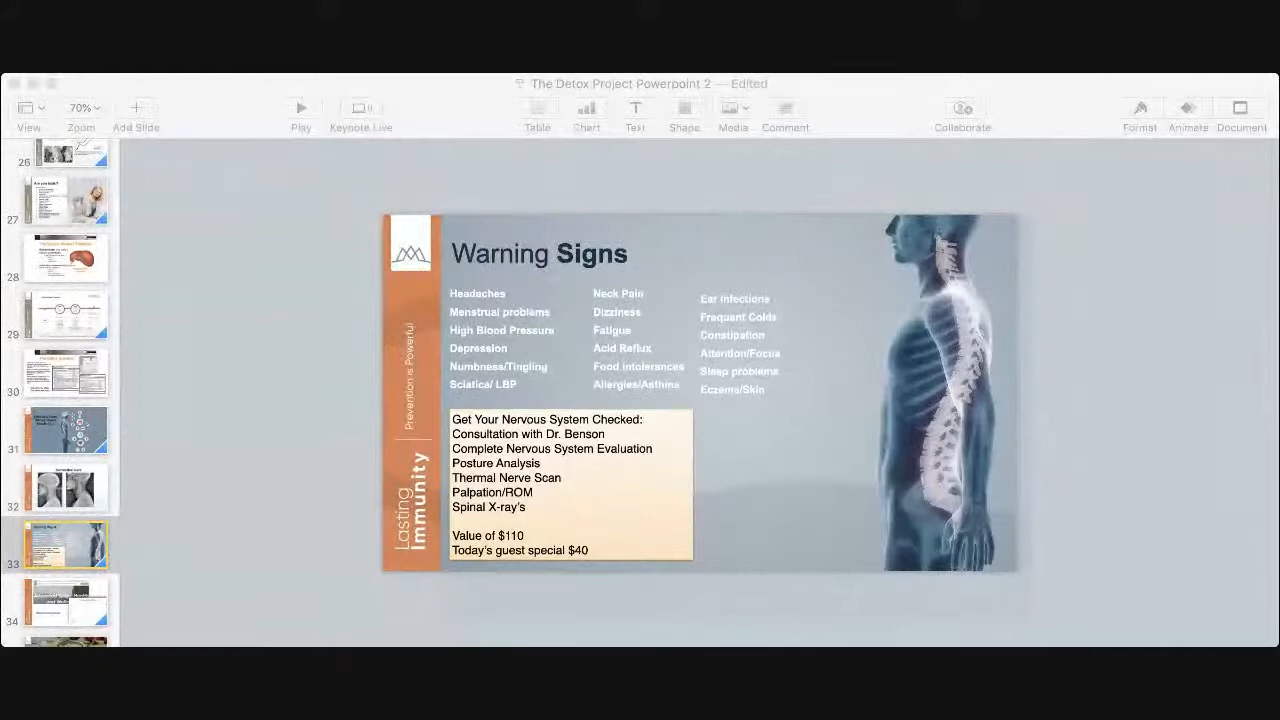 The Detox Project Powerpoint 2 — Edited
70%
View
Zoom
Add Slide
Play
Keynote Live
Table
Chart
Text
Shape
Media
Comment
Collaborate
Format
Animate
Document
26
27
Are you toxic?
28
29
30
31
32
33
34
Warning Signs
Headaches
Menstrual problems
High Blood Pressure
Depression
Numbness/Tingling
Sciatica/ LBP
Neck Pain
Dizziness
Fatigue
Acid Reflux
Food intolerances
Allergies/Asthma
Ear infections
Frequent Colds
Constipation
Attention/Focus
Sleep problems
Eczema/Skin
Get Your Nervous System Checked:
Consultation with Dr. Benson
Complete Nervous System Evaluation
Posture Analysis
Thermal Nerve Scan
Palpation/ROM
Spinal X-ray's
Value of $110
Today's guest special $40
Lasting
Immunity
Prevention is Powerful